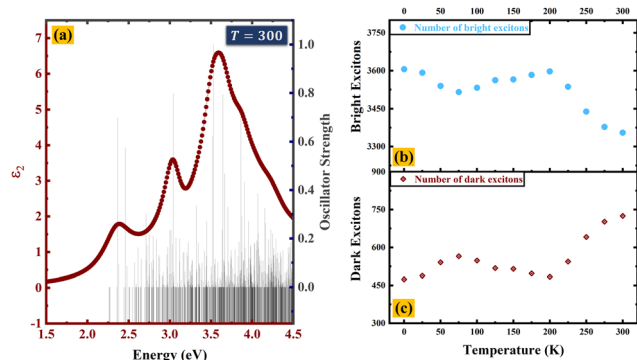 (a)
T = 300
7
6
5
4
3
2
1
0
-1
ε2
1.0
0.8
0.6
0.4
0.2
0.0
Oscillator Strength
1.5 2.0 2.5 3.0 3.5 4.0 4.5
Energy (eV)
0 50 100 150 200 250 300
Number of bright excitons
3750
3600
3450
3300
Bright Excitons
(b)
900
Number of dark excitons
750
600
450
300
Dark Excitons
(c)
0 50 100 150 200 250 300
Temperature (K)